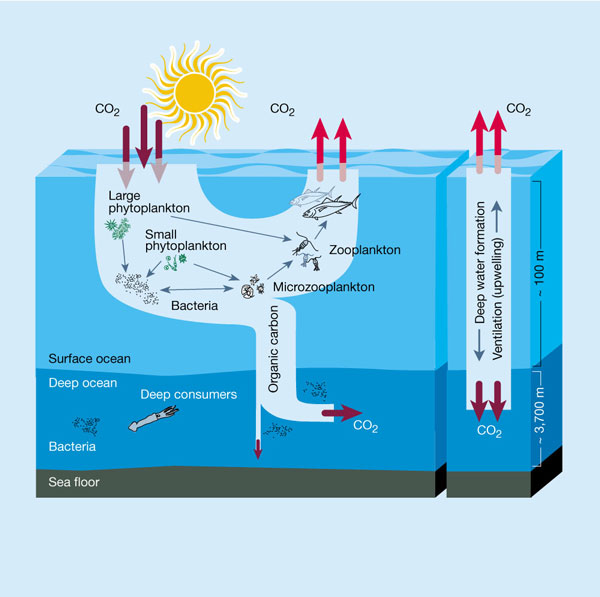 CO2
CO2
CO2
Large
phytoplankton
Small
phytoplankton
Zooplankton
Bacteria
Microzooplankton
Organic carbon
Surface ocean
Deep ocean
Deep consumers
Bacteria
CO2
Sea floor
Deep water formation
Ventilation (upwelling)
CO2
~ 100 m
~ 3,700 m